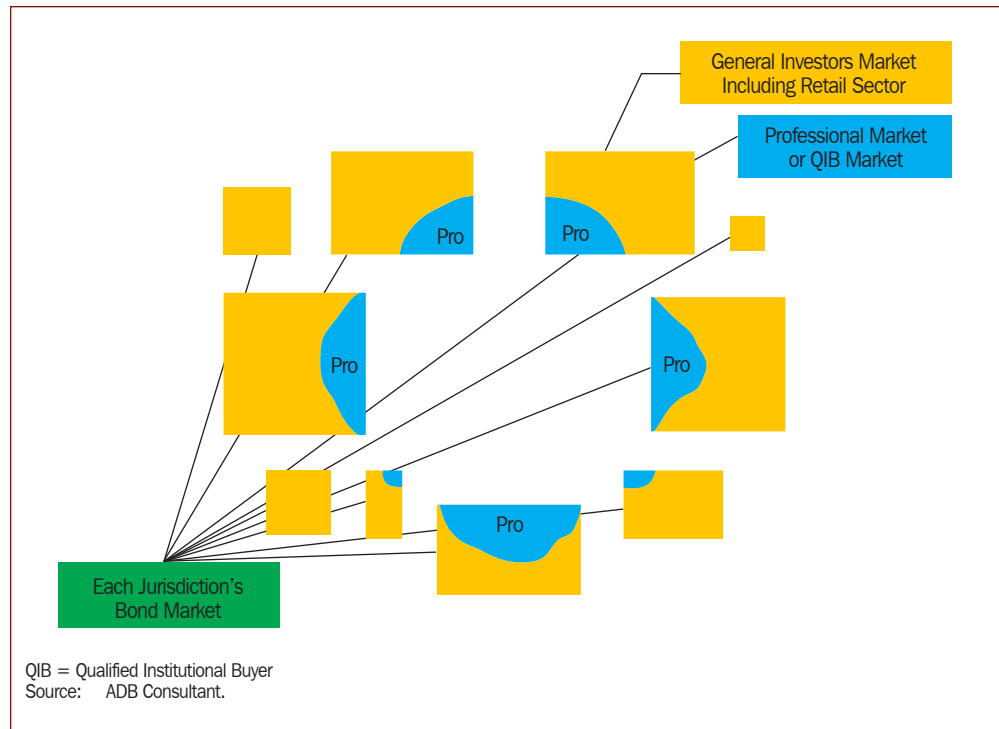 General Investors Market
Including Retail Sector
Professional Market
or QIB Market
Pro
Pro
Pro
Pro
Pro
Each Jurisdiction’s
Bond Market
QIB = Qualified Institutional Buyer
Source: ADB Consultant.